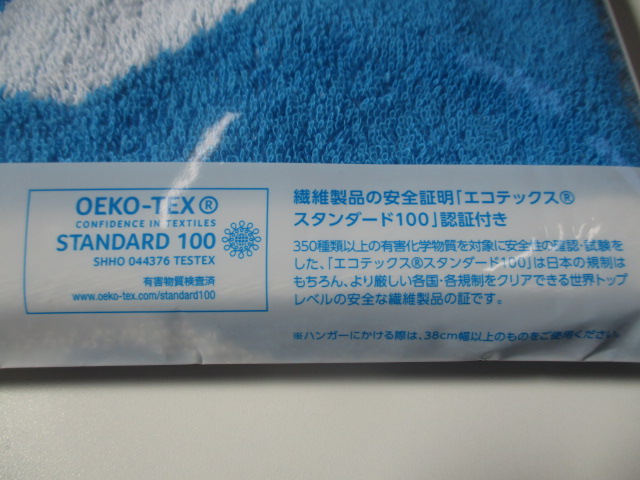 OEKO-TEX®
CONFIDENCE IN TEXTILES
STANDARD 100
SHHO 044376 TESTEX
有害物質検査済
www.oeko-tex.com/standard100
繊維製品の安全証明「エコテックス®
スタンダード100」認証付き
350種類以上の有害化学物質を対象に安全性の確認・試験を
した、「エコテックス®スタンダード100」は日本の規制は
もちろん、より厳しい各国・各規制をクリアできる世界トップ
レベルの安全な繊維製品の証です。
※ハンガーにかける際は、38cm幅以上のものをご使用ください。